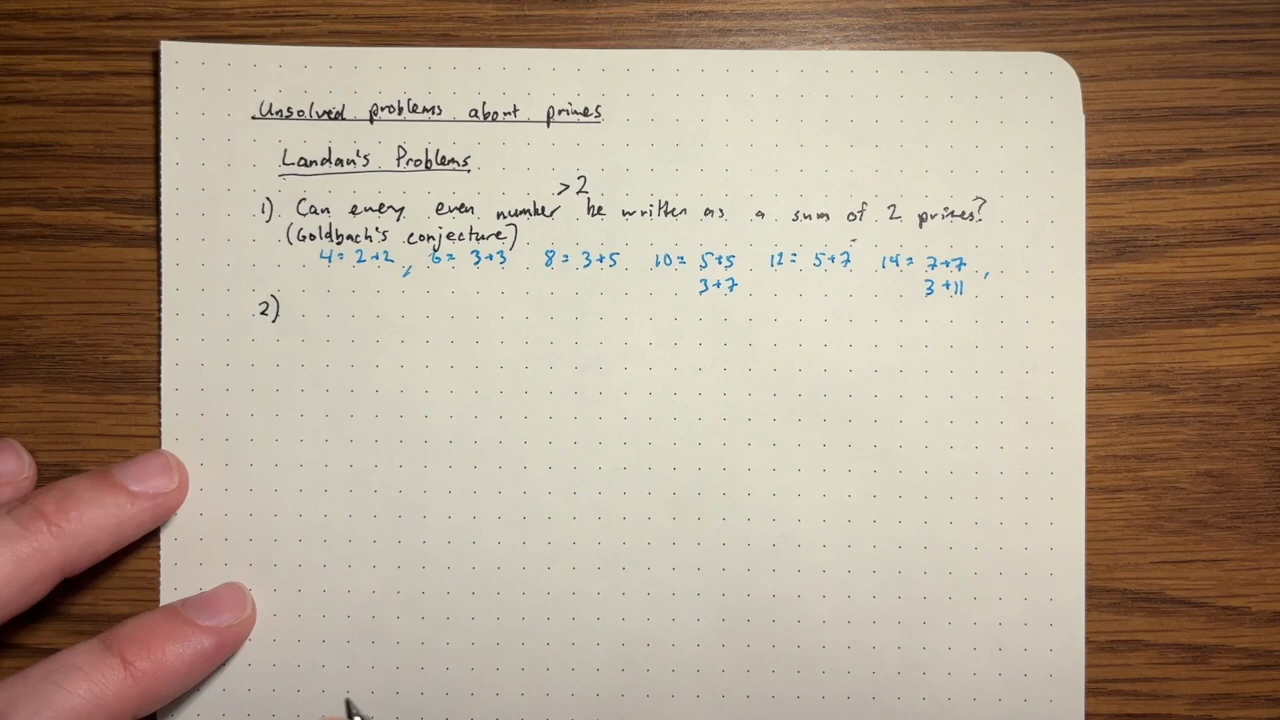 Unsolved problems about primes
Landau's Problems
>2
1) Can every even number be written as a sum of 2 primes?
(Goldbach's conjecture)
4 = 2+2, 6 = 3+3 8 = 3+5 10 = 5+5 12 = 5+7 14 = 7+7,
3+7 3+11
2)